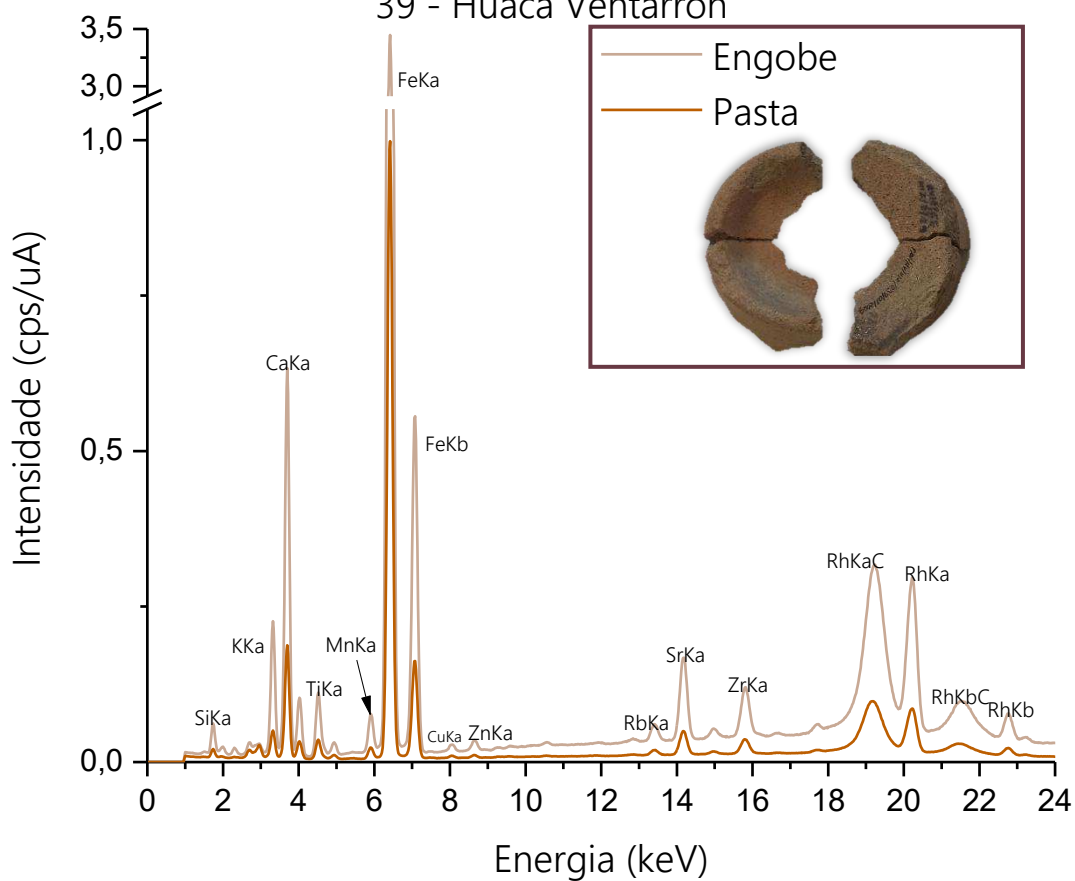 39 - Huaca Ventarrón
3,5
3,0
1,0
0,5
0,0
Intensidade (cps/uA)
Engobe
Pasta
FeKa
CaKa
FeKb
KKa
MnKa
TiKa
SiKa
CuKa
ZnKa
RbKa
SrKa
ZrKa
RhKaC
RhKa
RhKbC
RhKb
0 2 4 6 8 10 12 14 16 18 20 22 24
Energia (keV)